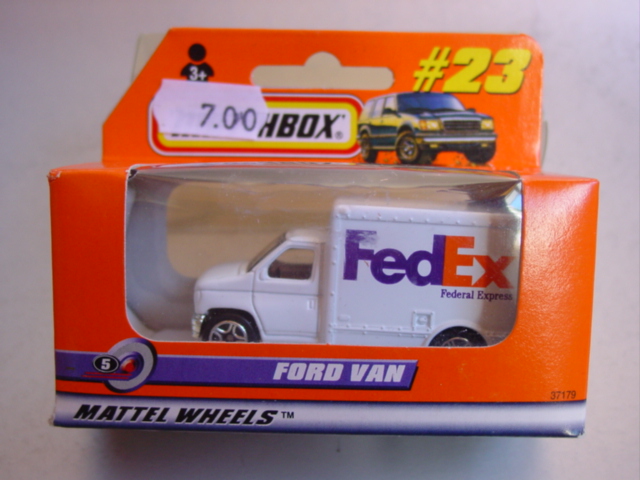 #23
3+
7.00
HBOX®
FedEx
Federal Express
5
FORD VAN
37179
MATTEL WHEELS™